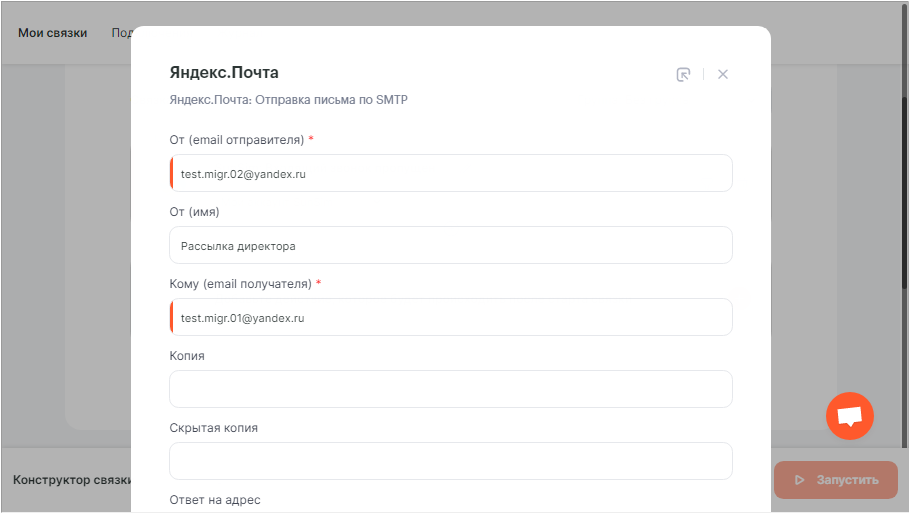 Мои связки
Под
Яндекс.Почта
Яндекс.Почта: Отправка письма по SMTP
От (email отправителя) *
test.migr.02@yandex.ru
От (имя)
Рассылка директора
Кому (email получателя) *
test.migr.01@yandex.ru
Копия
Скрытая копия
Конструктор связки
Запустить
Ответ на адрес